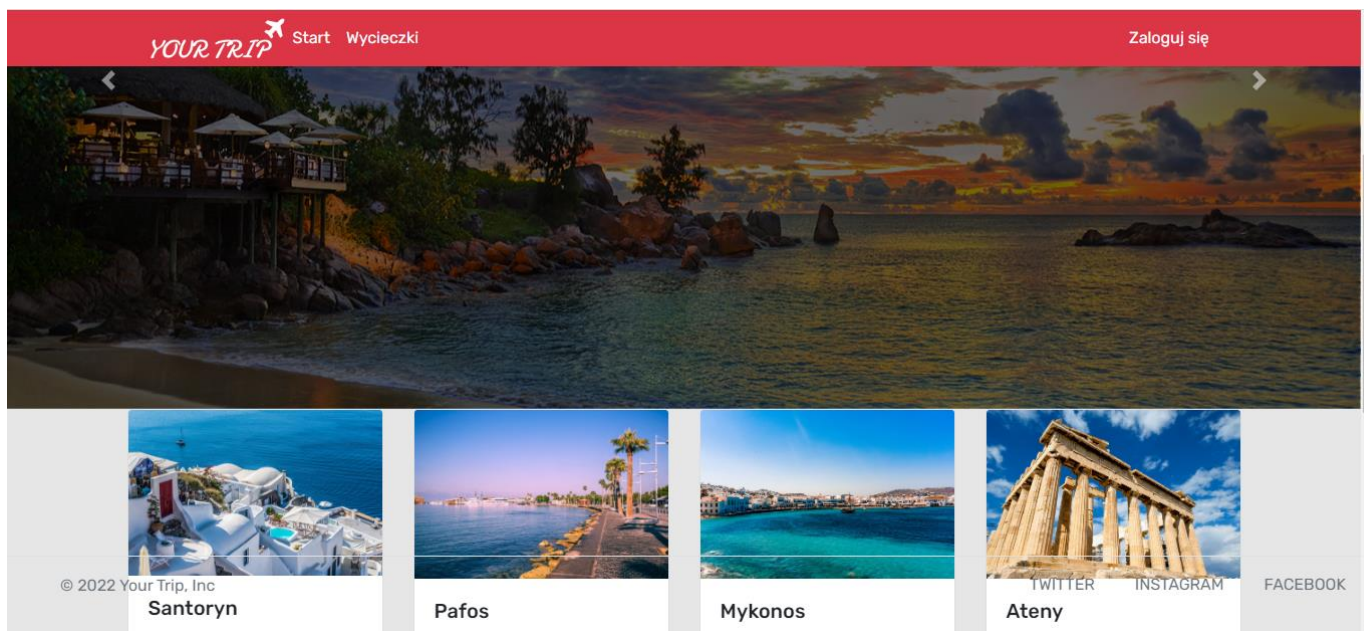 YOUR TRIP Start Wycieczki Zaloguj się
© 2022 Your Trip, Inc TWITTER INSTAGRAM FACEBOOK
Santoryn Pafos Mykonos Ateny